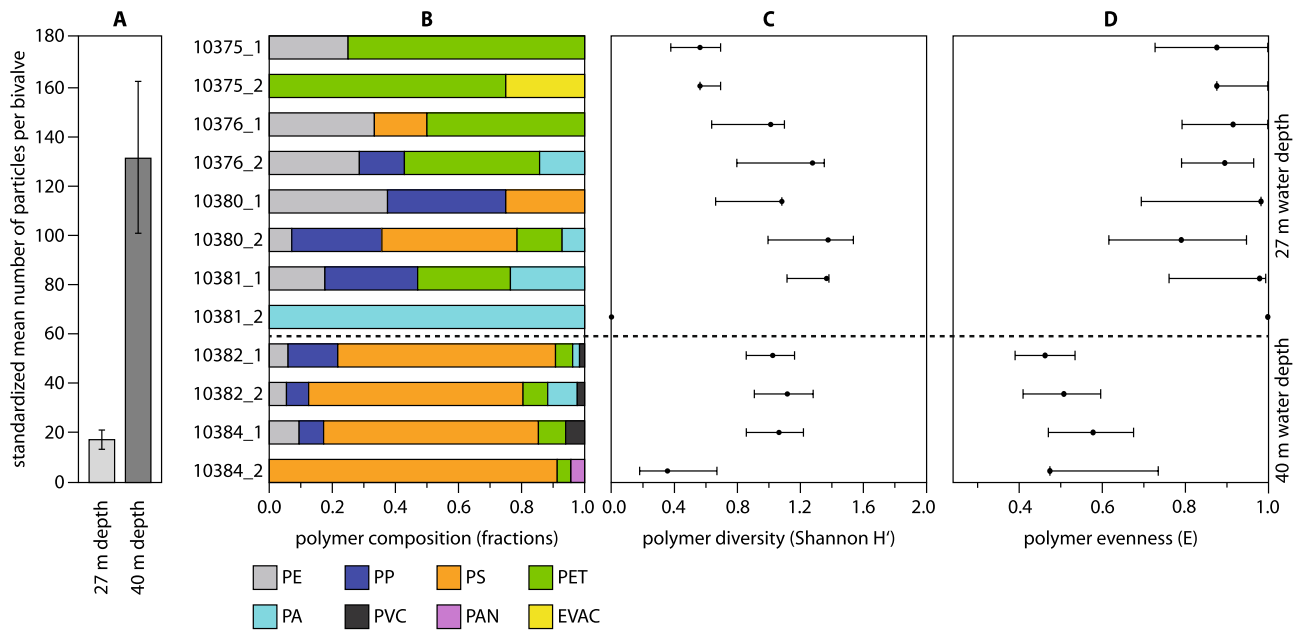 A
B
C
D
standardized mean number of particles per bivalve
180
160
140
120
100
80
60
40
20
0
27 m depth
40 m depth
10375_1
10375_2
10376_1
10376_2
10380_1
10380_2
10381_1
10381_2
10382_1
10382_2
10384_1
10384_2
0.0 0.2 0.4 0.6 0.8 1.0
polymer composition (fractions)
0.0 0.4 0.8 1.2 1.6 2.0
polymer diversity (Shannon H′)
0.4 0.6 0.8 1.0
polymer evenness (E)
27 m water depth
40 m water depth
PE PP PS PET
PA PVC PAN EVAC